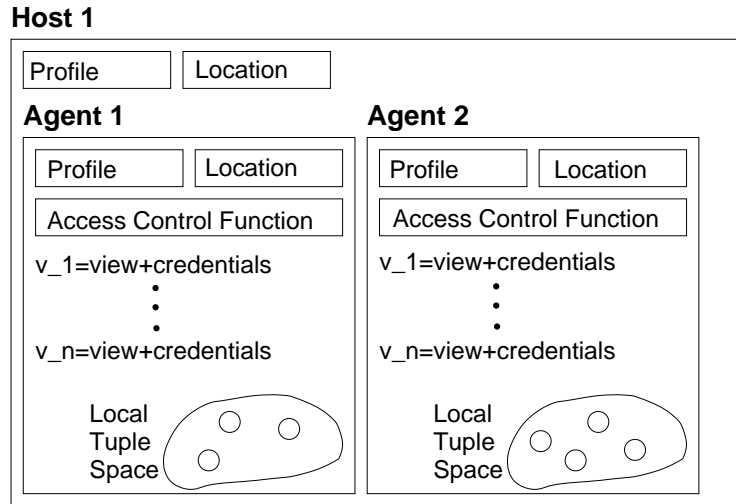 Host 1
Profile
Location
Agent 1
Agent 2
Profile
Location
Profile
Location
Access Control Function
Access Control Function
v_1=view+credentials
v_1=view+credentials
v_n=view+credentials
v_n=view+credentials
Local
Tuple
Space
Local
Tuple
Space